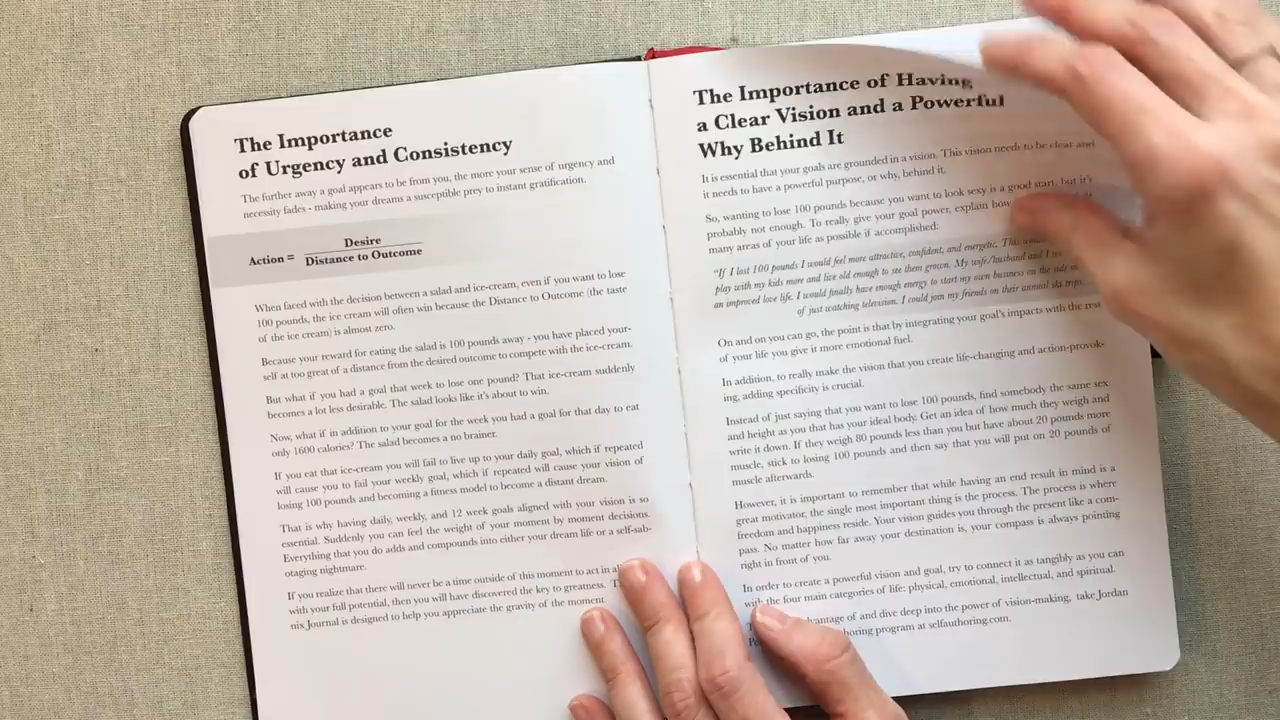 The Importance
of Urgency and Consistency
The further away a goal appears to be from you, the more your sense of urgency and
necessity fades - making your dreams a susceptible prey to instant gratification.
Action = Desire
Distance to Outcome
When faced with the decision between a salad and ice-cream, even if you want to lose
100 pounds, the ice cream will often win because the Distance to Outcome (the taste
of the ice cream) is almost zero.
Because your reward for eating the salad is 100 pounds away - you have placed your-
self at too great of a distance from the desired outcome to compete with the ice-cream.
But what if you had a goal that week to lose one pound? That ice-cream suddenly
becomes a lot less desirable. The salad looks like it's about to win.
Now, what if in addition to your goal for the week you had a goal for that day to eat
only 1600 calories? The salad becomes a no brainer.
If you eat that ice-cream you will fail to live up to your daily goal, which if repeated
will cause you to fail your weekly goal, which if repeated will cause your vision of
losing 100 pounds and becoming a fitness model to become a distant dream.
That is why having daily, weekly, and 12 week goals aligned with your vision is so
essential. Suddenly you can feel the weight of your moment by moment decisions.
Everything that you do adds and compounds into either your dream life or a self-sab-
otaging nightmare.
If you realize that there will never be a time outside of this moment to act in
with your full potential, then you will have discovered the key to greatness.
nix Journal is designed to help you appreciate the gravity of the moment.
The Importance of Having
a Clear Vision and a Powerful
Why Behind It
It is essential that your goals are grounded in a vision. This vision needs to be clear and
it needs to have a powerful purpose, or why, behind it.
So, wanting to lose 100 pounds because you want to look sexy is a good start, but it's
probably not enough. To really give your goal power, explain how
many areas of your life as possible if accomplished:
"If I lost 100 pounds I would feel more attractive, confident, and energetic.
play with my kids more and live old enough to see them grown. My wife/husband and I
an improved love life. I would finally have enough energy to start my own business on the side
of just watching television. I could join my friends on their annual ski trips...
On and on you can go, the point is that by integrating your goal's impacts with the rest
of your life you give it more emotional fuel.
In addition, to really make the vision that you create life-changing and action-provok-
ing, adding specificity is crucial.
Instead of just saying that you want to lose 100 pounds, find somebody the same sex
and height as you that has your ideal body. Get an idea of how much they weigh and
write it down. If they weigh 80 pounds less than you but have about 20 pounds more
muscle, stick to losing 100 pounds and then say that you will put on 20 pounds of
muscle afterwards.
However, it is important to remember that while having an end result in mind is a
great motivator, the single most important thing is the process. The process is where
freedom and happiness reside. Your vision guides you through the present like a com-
pass. No matter how far away your destination is, your compass is always pointing
right in front of you.
In order to create a powerful vision and goal, try to connect it as tangibly as you can
with the four main categories of life: physical, emotional, intellectual, and spiritual.
of and dive deep into the power of vision-making, take Jordan
program at selfauthoring.com.